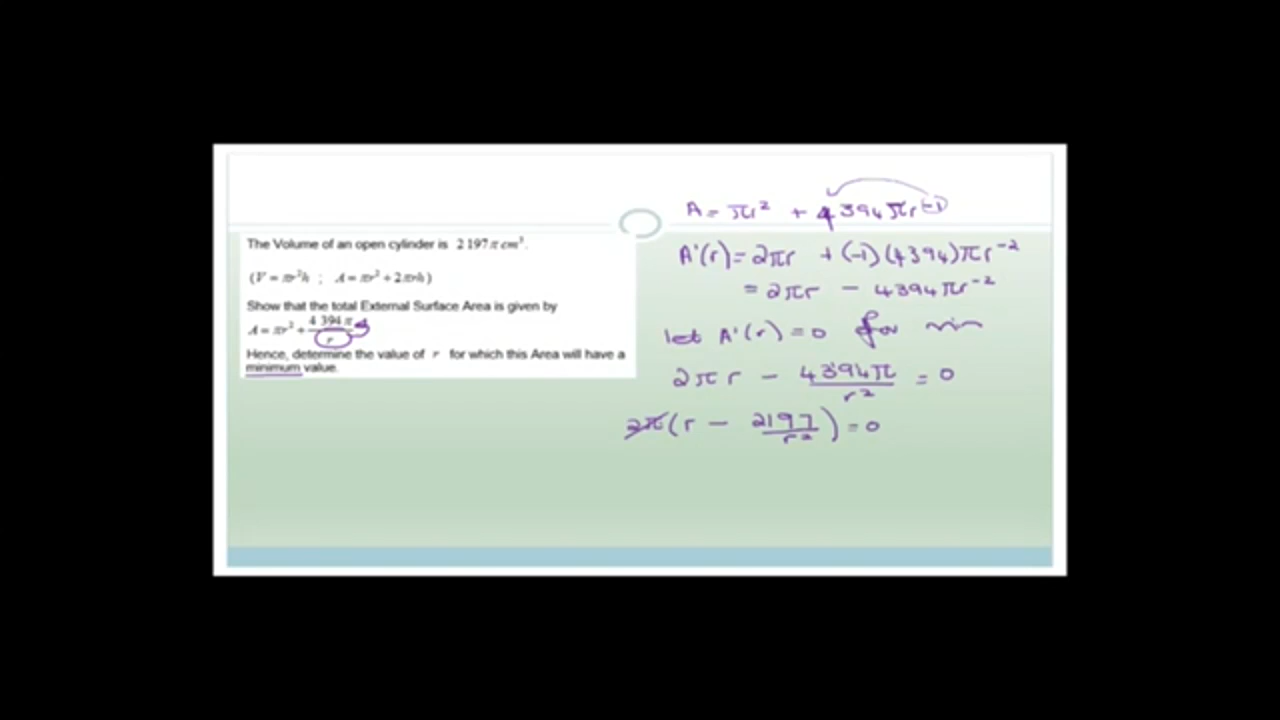 The Volume of an open cylinder is 2 197 π cm³.
(V = πr²h ; A = πr² + 2πrh)
Show that the total External Surface Area is given by
A = πr² + 4 394 π / r
Hence, determine the value of r for which this Area will have a
minimum value.
A = πr² + 4394πr⁻¹
A'(r) = 2πr + (-1)(4394)πr⁻²
= 2πr - 4394πr⁻²
let A'(r) = 0 for min
2πr - 4394π / r² = 0
2π(r - 2197 / r²) = 0